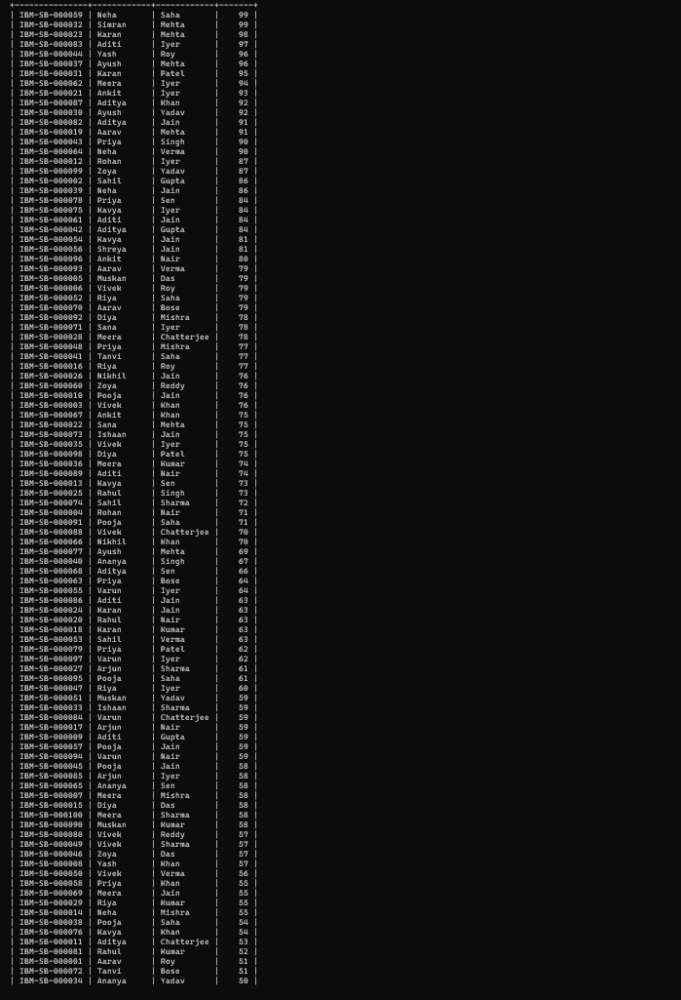 +---------------+------------+------------+-------+
| IBM-SB-000059 | Neha       | Saha       |    99 |
| IBM-SB-000032 | Simran     | Mehta      |    99 |
| IBM-SB-000023 | Karan      | Mehta      |    98 |
| IBM-SB-000083 | Aditi      | Iyer       |    97 |
| IBM-SB-000044 | Yash       | Roy        |    96 |
| IBM-SB-000037 | Ayush      | Mehta      |    96 |
| IBM-SB-000031 | Karan      | Patel      |    95 |
| IBM-SB-000062 | Meera      | Iyer       |    94 |
| IBM-SB-000021 | Ankit      | Iyer       |    93 |
| IBM-SB-000087 | Aditya     | Khan       |    92 |
| IBM-SB-000030 | Ayush      | Yadav      |    92 |
| IBM-SB-000082 | Aditya     | Jain       |    91 |
| IBM-SB-000019 | Aarav      | Mehta      |    91 |
| IBM-SB-000043 | Priya      | Singh      |    90 |
| IBM-SB-000064 | Neha       | Verma      |    90 |
| IBM-SB-000012 | Rohan      | Iyer       |    87 |
| IBM-SB-000099 | Zoya       | Yadav      |    87 |
| IBM-SB-000002 | Sahil      | Gupta      |    86 |
| IBM-SB-000039 | Neha       | Jain       |    86 |
| IBM-SB-000078 | Priya      | Sen        |    84 |
| IBM-SB-000075 | Kavya      | Iyer       |    84 |
| IBM-SB-000061 | Aditi      | Jain       |    84 |
| IBM-SB-000042 | Aditya     | Gupta      |    84 |
| IBM-SB-000054 | Kavya      | Jain       |    81 |
| IBM-SB-000056 | Shreya     | Jain       |    81 |
| IBM-SB-000096 | Ankit      | Nair       |    80 |
| IBM-SB-000093 | Aarav      | Verma      |    79 |
| IBM-SB-000005 | Muskan     | Das        |    79 |
| IBM-SB-000006 | Vivek      | Roy        |    79 |
| IBM-SB-000052 | Riya       | Saha       |    79 |
| IBM-SB-000070 | Aarav      | Bose       |    79 |
| IBM-SB-000092 | Diya       | Mishra     |    78 |
| IBM-SB-000071 | Sana       | Iyer       |    78 |
| IBM-SB-000028 | Meera      | Chatterjee |    78 |
| IBM-SB-000048 | Priya      | Mishra     |    77 |
| IBM-SB-000041 | Tanvi      | Saha       |    77 |
| IBM-SB-000016 | Riya       | Roy        |    77 |
| IBM-SB-000026 | Nikhil     | Jain       |    76 |
| IBM-SB-000060 | Zoya       | Reddy      |    76 |
| IBM-SB-000010 | Pooja      | Jain       |    76 |
| IBM-SB-000003 | Vivek      | Khan       |    76 |
| IBM-SB-000067 | Ankit      | Khan       |    75 |
| IBM-SB-000022 | Sana       | Mehta      |    75 |
| IBM-SB-000073 | Ishaan     | Jain       |    75 |
| IBM-SB-000035 | Vivek      | Iyer       |    75 |
| IBM-SB-000098 | Diya       | Patel      |    75 |
| IBM-SB-000036 | Meera      | Kumar      |    74 |
| IBM-SB-000089 | Aditi      | Nair       |    74 |
| IBM-SB-000013 | Kavya      | Sen        |    73 |
| IBM-SB-000025 | Rahul      | Singh      |    73 |
| IBM-SB-000074 | Sahil      | Sharma     |    72 |
| IBM-SB-000004 | Rohan      | Nair       |    71 |
| IBM-SB-000091 | Pooja      | Saha       |    71 |
| IBM-SB-000088 | Vivek      | Chatterjee |    70 |
| IBM-SB-000066 | Nikhil     | Khan       |    70 |
| IBM-SB-000077 | Ayush      | Mehta      |    69 |
| IBM-SB-000040 | Ananya     | Singh      |    67 |
| IBM-SB-000068 | Aditya     | Sen        |    66 |
| IBM-SB-000063 | Priya      | Bose       |    64 |
| IBM-SB-000055 | Varun      | Iyer       |    64 |
| IBM-SB-000086 | Aditi      | Jain       |    63 |
| IBM-SB-000024 | Karan      | Jain       |    63 |
| IBM-SB-000020 | Rahul      | Nair       |    63 |
| IBM-SB-000018 | Karan      | Kumar      |    63 |
| IBM-SB-000053 | Sahil      | Verma      |    63 |
| IBM-SB-000079 | Priya      | Patel      |    62 |
| IBM-SB-000097 | Varun      | Iyer       |    62 |
| IBM-SB-000027 | Arjun      | Sharma     |    61 |
| IBM-SB-000095 | Pooja      | Saha       |    61 |
| IBM-SB-000047 | Riya       | Iyer       |    60 |
| IBM-SB-000051 | Muskan     | Yadav      |    59 |
| IBM-SB-000033 | Ishaan     | Sharma     |    59 |
| IBM-SB-000084 | Varun      | Chatterjee |    59 |
| IBM-SB-000017 | Arjun      | Nair       |    59 |
| IBM-SB-000009 | Aditi      | Gupta      |    59 |
| IBM-SB-000057 | Pooja      | Jain       |    59 |
| IBM-SB-000094 | Varun      | Nair       |    59 |
| IBM-SB-000045 | Pooja      | Jain       |    58 |
| IBM-SB-000085 | Arjun      | Iyer       |    58 |
| IBM-SB-000065 | Ananya     | Sen        |    58 |
| IBM-SB-000007 | Meera      | Mishra     |    58 |
| IBM-SB-000015 | Diya       | Das        |    58 |
| IBM-SB-000100 | Meera      | Sharma     |    58 |
| IBM-SB-000090 | Muskan     | Kumar      |    58 |
| IBM-SB-000080 | Vivek      | Reddy      |    57 |
| IBM-SB-000049 | Vivek      | Sharma     |    57 |
| IBM-SB-000046 | Zoya       | Das        |    57 |
| IBM-SB-000008 | Yash       | Khan       |    57 |
| IBM-SB-000050 | Vivek      | Verma      |    56 |
| IBM-SB-000058 | Priya      | Khan       |    55 |
| IBM-SB-000069 | Meera      | Jain       |    55 |
| IBM-SB-000029 | Riya       | Kumar      |    55 |
| IBM-SB-000014 | Neha       | Mishra     |    55 |
| IBM-SB-000038 | Pooja      | Saha       |    54 |
| IBM-SB-000076 | Kavya      | Khan       |    54 |
| IBM-SB-000011 | Aditya     | Chatterjee |    53 |
| IBM-SB-000081 | Rahul      | Kumar      |    52 |
| IBM-SB-000001 | Aarav      | Roy        |    51 |
| IBM-SB-000072 | Tanvi      | Bose       |    51 |
| IBM-SB-000034 | Ananya     | Yadav      |    50 |